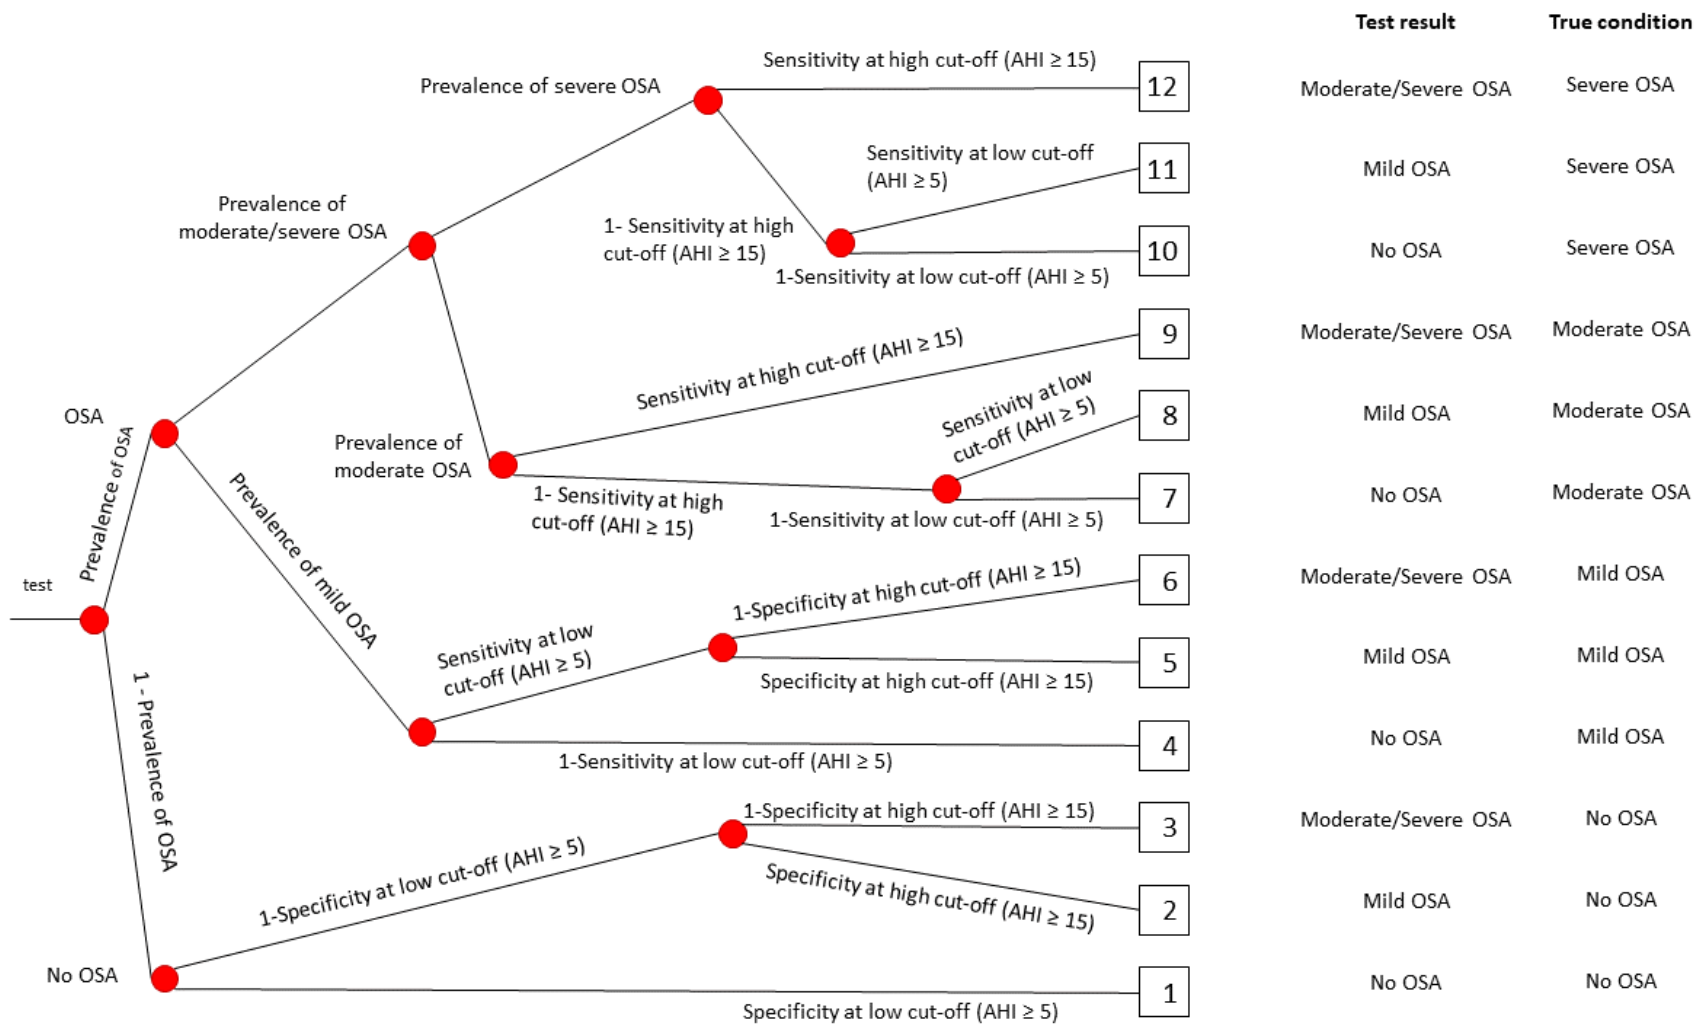 Test result
True condition
Sensitivity at high cut-off (AHI ≥ 15)
Prevalence of severe OSA
12
Moderate/Severe OSA
Severe OSA
Sensitivity at low cut-off
(AHI ≥ 5)
11
Mild OSA
Severe OSA
Prevalence of
moderate/severe OSA
1- Sensitivity at high
cut-off (AHI ≥ 15)
10
No OSA
Severe OSA
1-Sensitivity at low cut-off (AHI ≥ 5)
Sensitivity at high cut-off (AHI ≥ 15)
9
Moderate/Severe OSA
Moderate OSA
Sensitivity at low
cut-off (AHI ≥ 5)
8
Mild OSA
Moderate OSA
OSA
Prevalence of OSA
Prevalence of
moderate OSA
1- Sensitivity at high
cut-off (AHI ≥ 15)
7
No OSA
Moderate OSA
1-Sensitivity at low cut-off (AHI ≥ 5)
Prevalence of mild OSA
test
1-Specificity at high cut-off (AHI ≥ 15)
6
Moderate/Severe OSA
Mild OSA
Sensitivity at low
cut-off (AHI ≥ 5)
5
Mild OSA
Mild OSA
Specificity at high cut-off (AHI ≥ 15)
4
No OSA
Mild OSA
1-Sensitivity at low cut-off (AHI ≥ 5)
1 - Prevalence of OSA
1-Specificity at high cut-off (AHI ≥ 15)
3
Moderate/Severe OSA
No OSA
1-Specificity at low cut-off (AHI ≥ 5)
Specificity at high cut-off (AHI ≥ 15)
2
Mild OSA
No OSA
No OSA
1
No OSA
No OSA
Specificity at low cut-off (AHI ≥ 5)